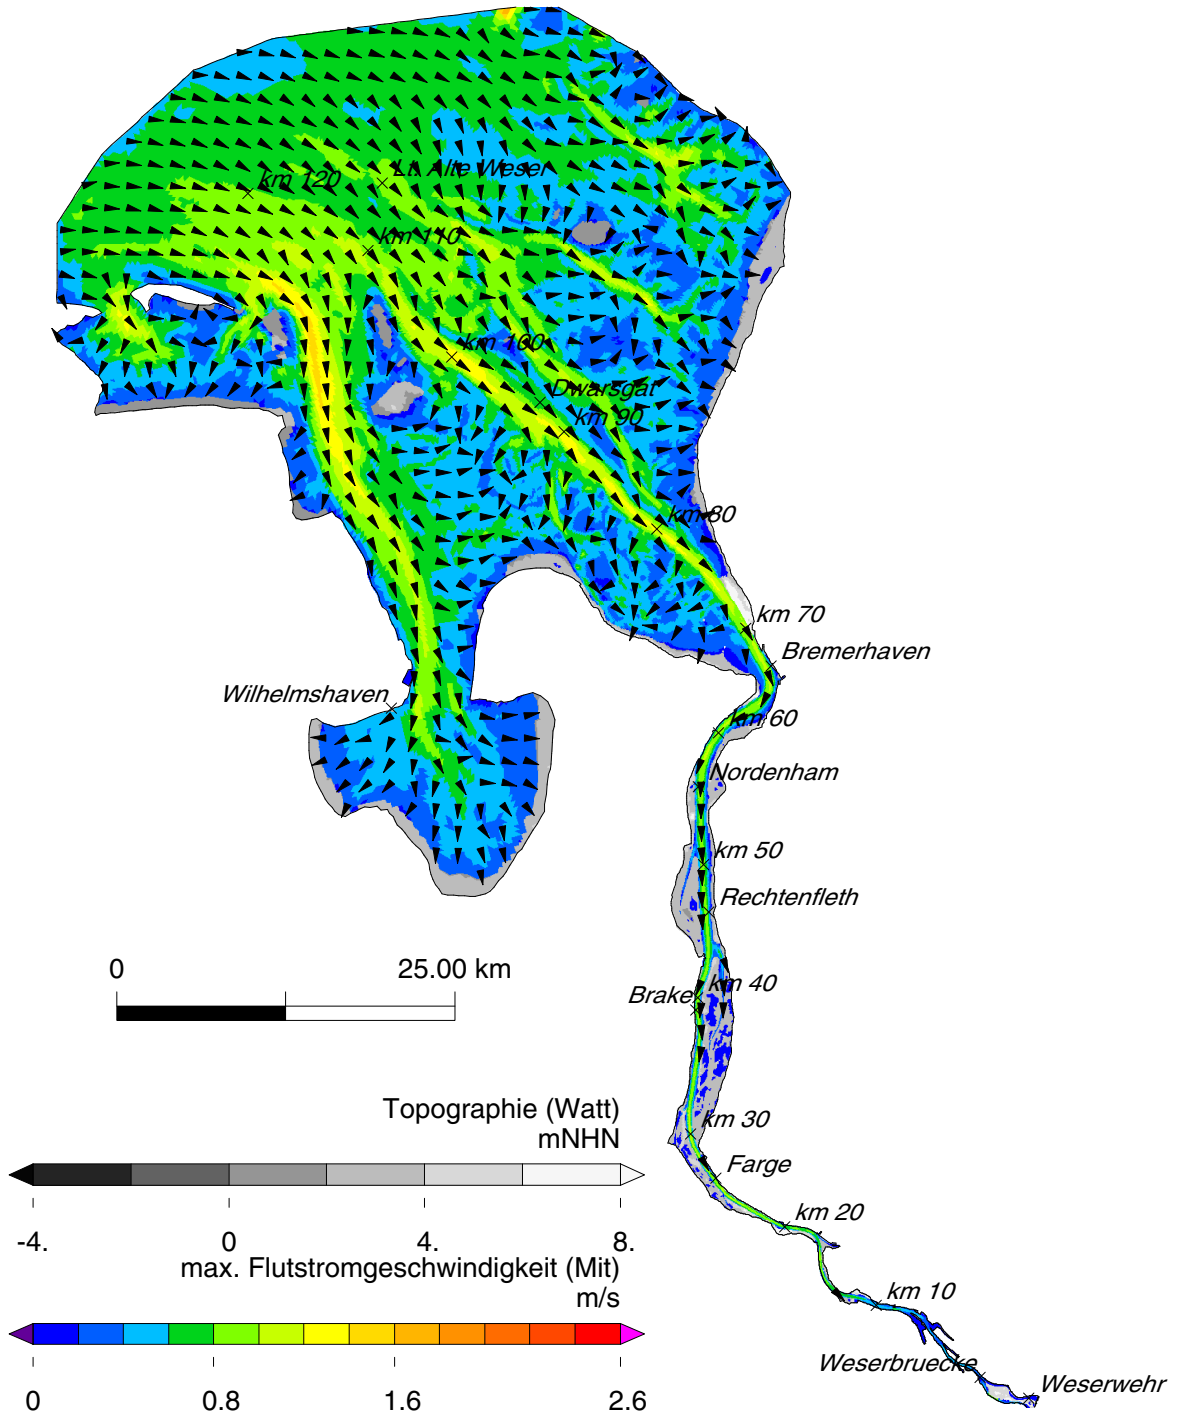 Lt. Alte Weser
km 120
km 110
km 100
Dwarsgat
km 90
km 80
km 70
Bremerhaven
Wilhelmshaven
km 60
Nordenham
km 50
Rechtenfleth
0 25.00 km
km 40
Brake
Topographie (Watt)
mNHN
km 30
Farge
km 20
-4. 0 4. 8.
max. Flutstromgeschwindigkeit (Mit)
m/s
km 10
Weserbruecke
Weserwehr
0 0.8 1.6 2.6